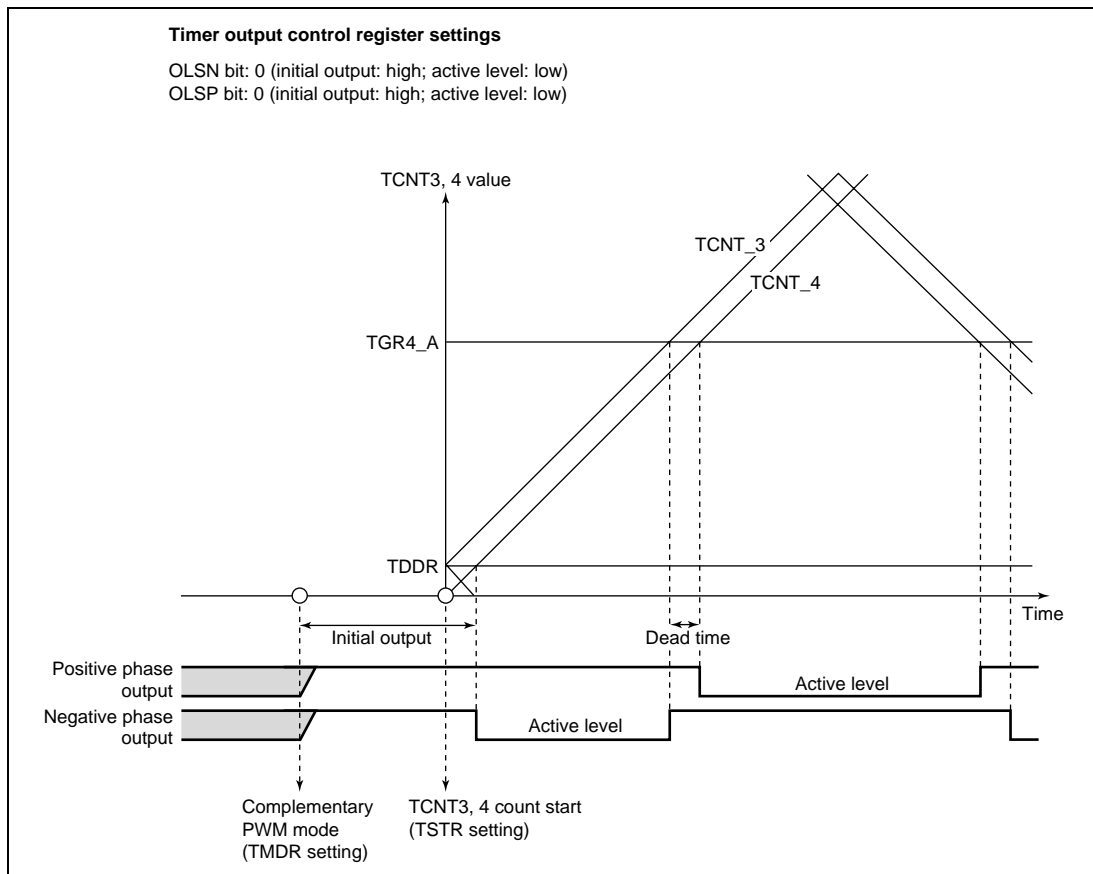 Timer output control register settings
OLSN bit: 0 (initial output: high; active level: low)
OLSP bit: 0 (initial output: high; active level: low)
TCNT3, 4 value
TCNT_3
TCNT_4
TGR4_A
TDDR
Time
Initial output
Dead time
Positive phase
output
Active level
Negative phase
output
Active level
Complementary
PWM mode
(TMDR setting)
TCNT3, 4 count start
(TSTR setting)